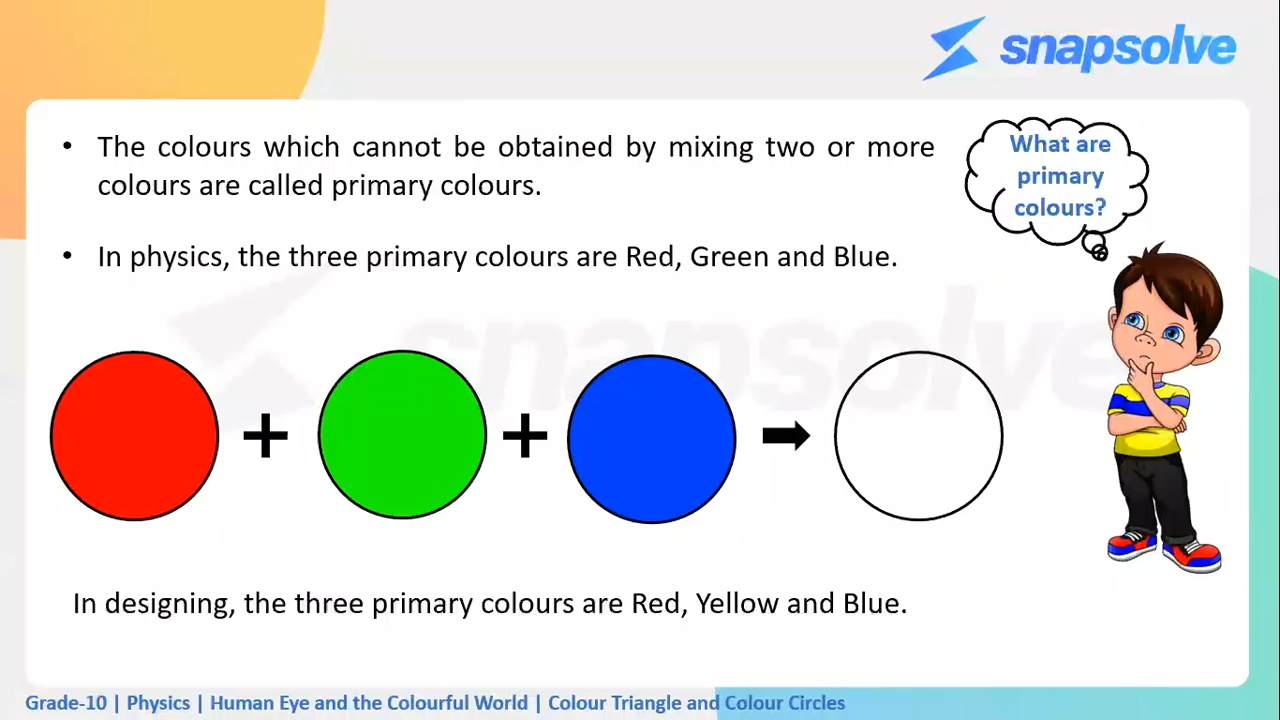 snapsolve
• The colours which cannot be obtained by mixing two or more
colours are called primary colours.
What are
primary
colours?
• In physics, the three primary colours are Red, Green and Blue.
snapsolve
In designing, the three primary colours are Red, Yellow and Blue.
Grade-10 | Physics | Human Eye and the Colourful World | Colour Triangle and Colour Circles